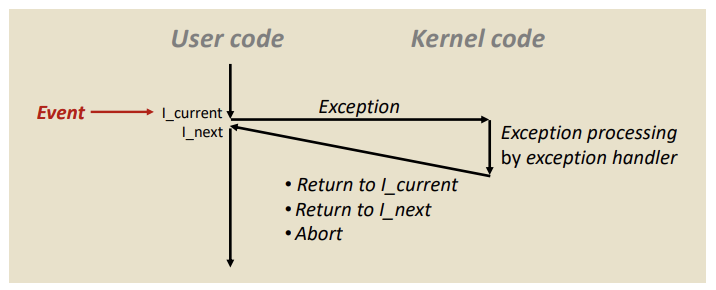 User code
Kernel code
Event
I_current
I_next
Exception
Exception processing
by exception handler
• Return to I_current
• Return to I_next
• Abort